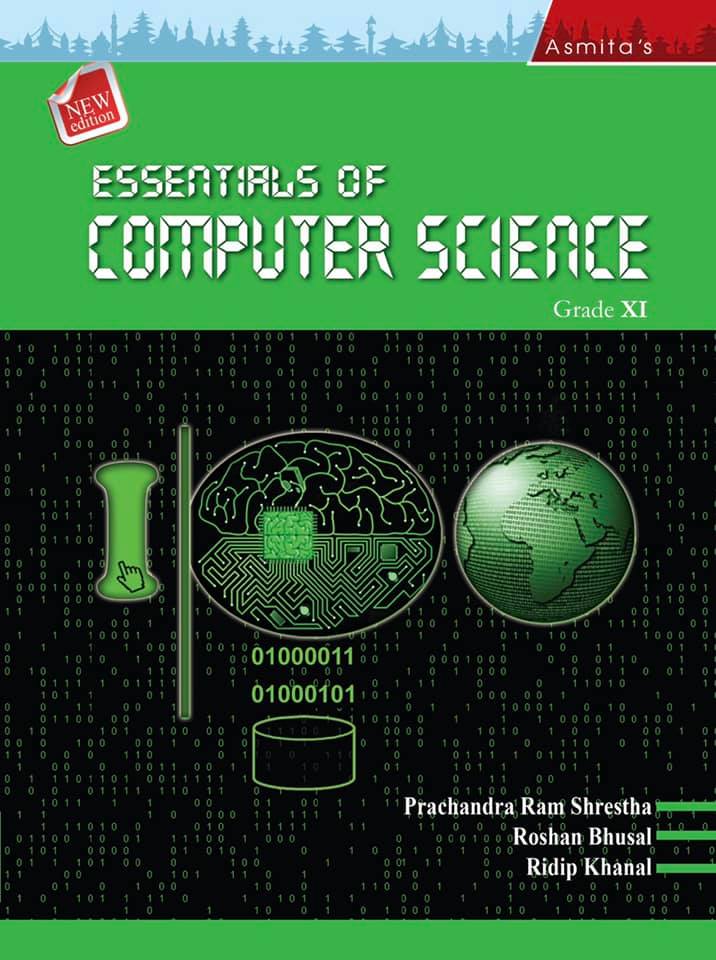 Asmita's
NEW
edition
ESSENTIALS OF
COMPUTER SCIENCE
Grade XI
01000011
01000101
Prachandra Ram Shrestha
Roshan Bhusal
Ridip Khanal